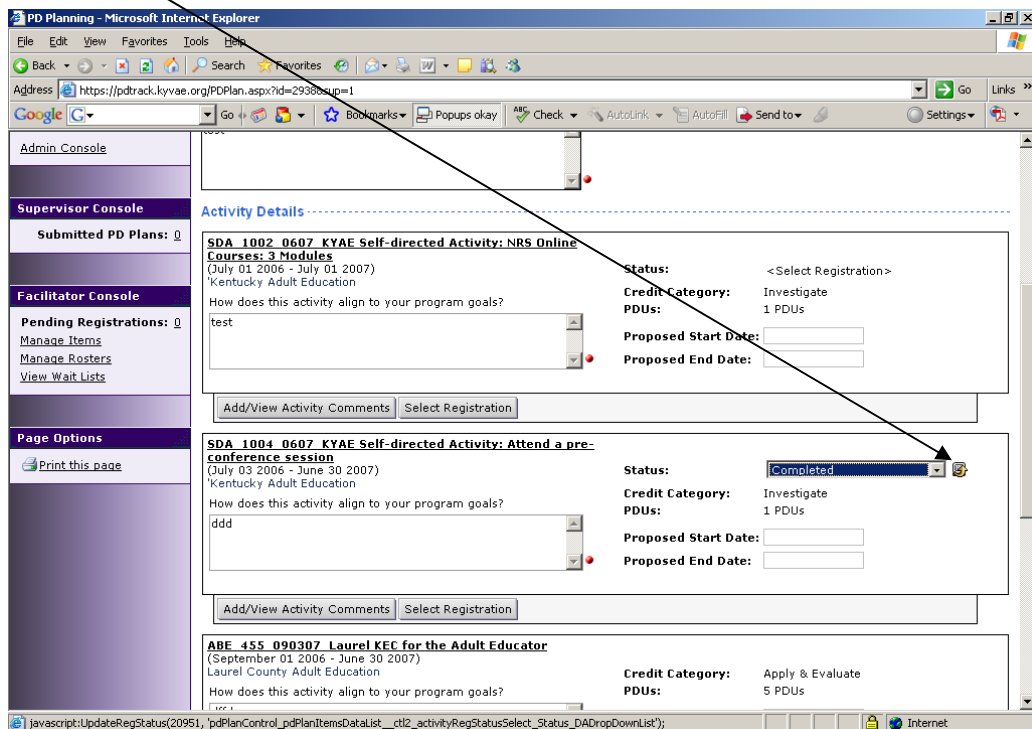 PD Planning - Microsoft Internet Explorer
File Edit View Favorites Tools Help
Back Search Favorites
Address https://pdtrack.kyvae.org/PDPlan.aspx?id=2938&sup=1 Go Links »
Google G Go Bookmarks Popups okay ABC Check AutoLink AutoFill Send to Settings
test
Admin Console
Supervisor Console
Submitted PD Plans: 0
Facilitator Console
Pending Registrations: 0
Manage Items
Manage Rosters
View Wait Lists
Page Options
Print this page
Activity Details
SDA_1002_0607 KYAE Self-directed Activity: NRS Online
Courses: 3 Modules
(July 01 2006 - July 01 2007)
'Kentucky Adult Education
How does this activity align to your program goals?
test
Status: <Select Registration>
Credit Category: Investigate
PDUs: 1 PDUs
Proposed Start Date:
Proposed End Date:
Add/View Activity Comments Select Registration
SDA_1004_0607 KYAE Self-directed Activity: Attend a pre-
conference session
(July 03 2006 - June 30 2007)
'Kentucky Adult Education
How does this activity align to your program goals?
ddd
Status: Completed
Credit Category: Investigate
PDUs: 1 PDUs
Proposed Start Date:
Proposed End Date:
Add/View Activity Comments Select Registration
ABE_455_090307 Laurel KEC for the Adult Educator
(September 01 2006 - June 30 2007)
Laurel County Adult Education
How does this activity align to your program goals?
Credit Category: Apply & Evaluate
PDUs: 5 PDUs
javascript:UpdateRegStatus(20951, 'pdPlanControl_pdPlanItemsDataList__ctl2_activityRegStatusSelect_Status_DADropDownList'); Internet